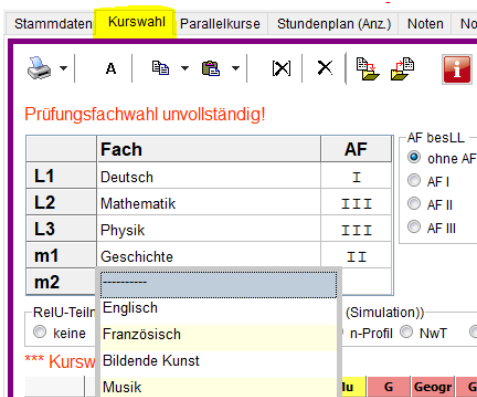 Stammdaten Kurswahl Parallelkurse Stundenplan (Anz.) Noten No
A
Prüfungsfachwahl unvollständig!
Fach AF
AF besLL
L1 Deutsch I
ohne AF
L2 Mathematik III
AF I
L3 Physik III
AF II
m1 Geschichte II
AF III
m2 ----------
RelU-Teiln
Englisch
(Simulation))
keine
Französisch
n-Profil
NwT
*** Kursw
Bildende Kunst
Musik
G Geogr G